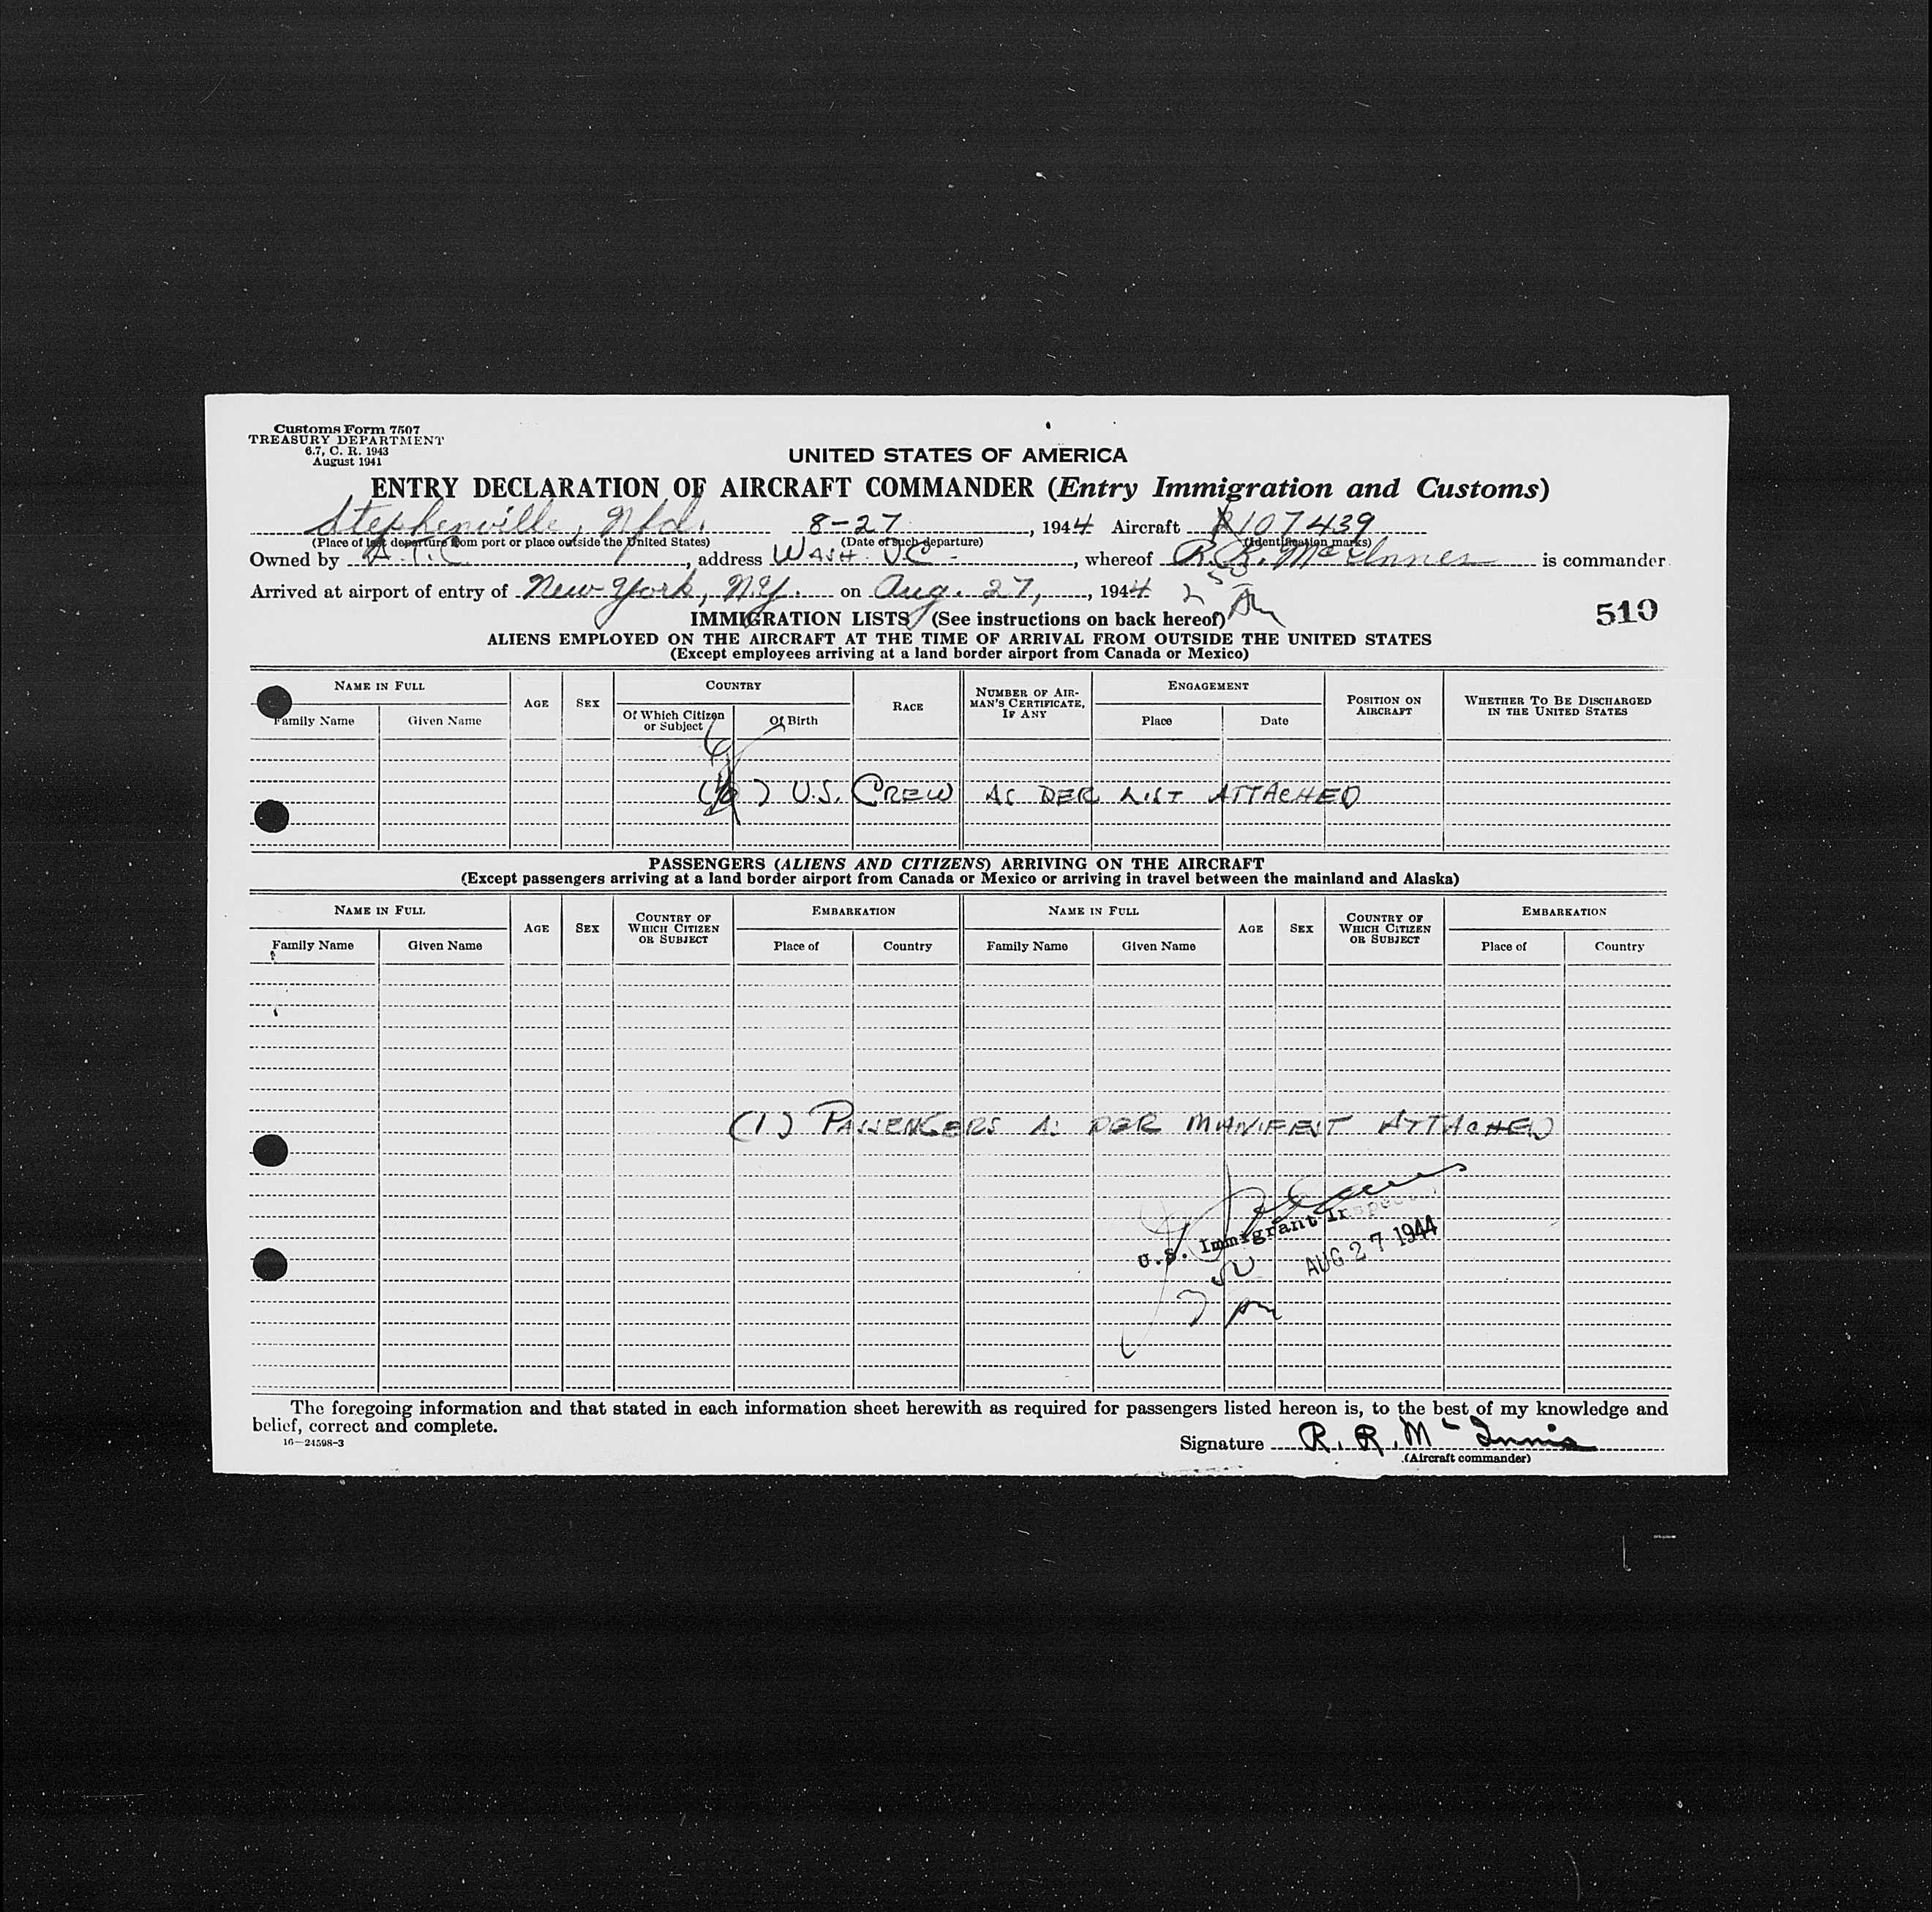 Customs Form 7507
TREASURY DEPARTMENT
6.7, C. R. 1943
August 1941
UNITED STATES OF AMERICA
ENTRY DECLARATION OF AIRCRAFT COMMANDER (Entry Immigration and Customs)
Stephenville, Nfd. 8-27, 1944 Aircraft 107439
(Place of last departure from port or place outside the United States) (Date of such departure) (Identification marks)
Owned by A.T.C., address WASH. DC -, whereof R. R. McInnes is commander
Arrived at airport of entry of New York, N.Y. on Aug. 27, 1944
510
IMMIGRATION LISTS (See instructions on back hereof)
ALIENS EMPLOYED ON THE AIRCRAFT AT THE TIME OF ARRIVAL FROM OUTSIDE THE UNITED STATES
(Except employees arriving at a land border airport from Canada or Mexico)
NAME IN FULL AGE SEX COUNTRY RACE NUMBER OF AIRMAN'S CERTIFICATE, IF ANY ENGAGEMENT POSITION ON AIRCRAFT WHETHER TO BE DISCHARGED IN THE UNITED STATES
Family Name Given Name Of Which Citizen or Subject Of Birth Place Date
U.S. CREW AS PER LIST ATTACHED
PASSENGERS (ALIENS AND CITIZENS) ARRIVING ON THE AIRCRAFT
(Except passengers arriving at a land border airport from Canada or Mexico or arriving in travel between the mainland and Alaska)
NAME IN FULL AGE SEX COUNTRY OF WHICH CITIZEN OR SUBJECT EMBARKATION NAME IN FULL AGE SEX COUNTRY OF WHICH CITIZEN OR SUBJECT EMBARKATION
Family Name Given Name Place of Country Family Name Given Name Place of Country
(1) PASSENGERS AS PER MANIFEST ATTACHED
U.S. Immigrant Inspector
AUG 27 1944
The foregoing information and that stated in each information sheet herewith as required for passengers listed hereon is, to the best of my knowledge and
belief, correct and complete.
16—24598-3
Signature R. R. McInnis
(Aircraft commander)